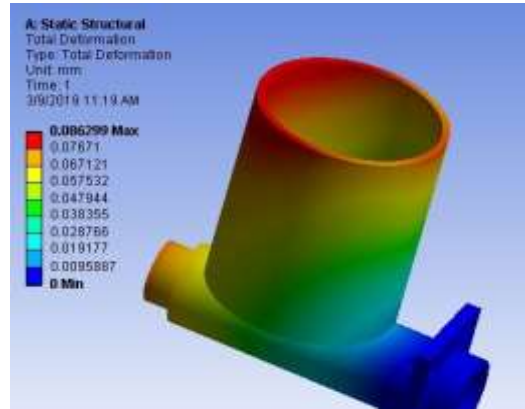 A: Static Structural
Total Deformation
Type: Total Deformation
Unit: mm
Time: 1
3/9/2019 11:19 AM
0.086299 Max
0.07671
0.067121
0.057532
0.047944
0.038355
0.028766
0.019177
0.0095887
0 Min